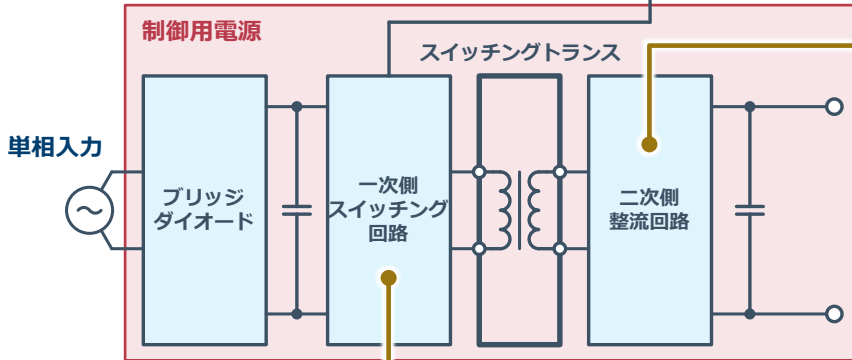 制御用電源
スイッチングトランス
単相入力
ブリッジ
ダイオード
一次側
スイッチング
回路
二次側
整流回路